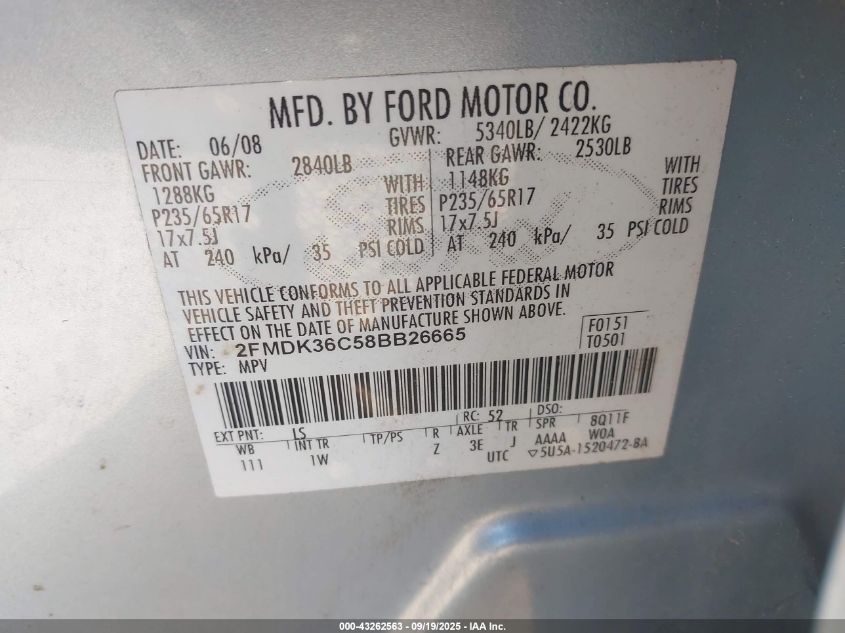 MFD. BY FORD MOTOR CO.
DATE: 06/08 GVWR: 5340LB/ 2422KG
FRONT GAWR: 2840LB REAR GAWR: 2530LB
1288KG WITH 1148KG WITH
P235/65R17 TIRES P235/65R17 TIRES
17x7.5J RIMS 17x7.5J RIMS
AT 240 kPa/ 35 PSI COLD AT 240 kPa/ 35 PSI COLD
THIS VEHICLE CONFORMS TO ALL APPLICABLE FEDERAL MOTOR
VEHICLE SAFETY AND THEFT PREVENTION STANDARDS IN
EFFECT ON THE DATE OF MANUFACTURE SHOWN ABOVE.
VIN: 2FMDK36C58BB26665 F0151
TYPE: MPV T0501
EXT PNT: LS RC: 52 DSO:
WB INT TR TP/PS R AXLE TR SPR 8Q11F
111 1W Z 3E J AAAA W0A
UTC ▽5U5A-1520472-BA
000-43262563 - 09/19/2025 - IAA Inc.